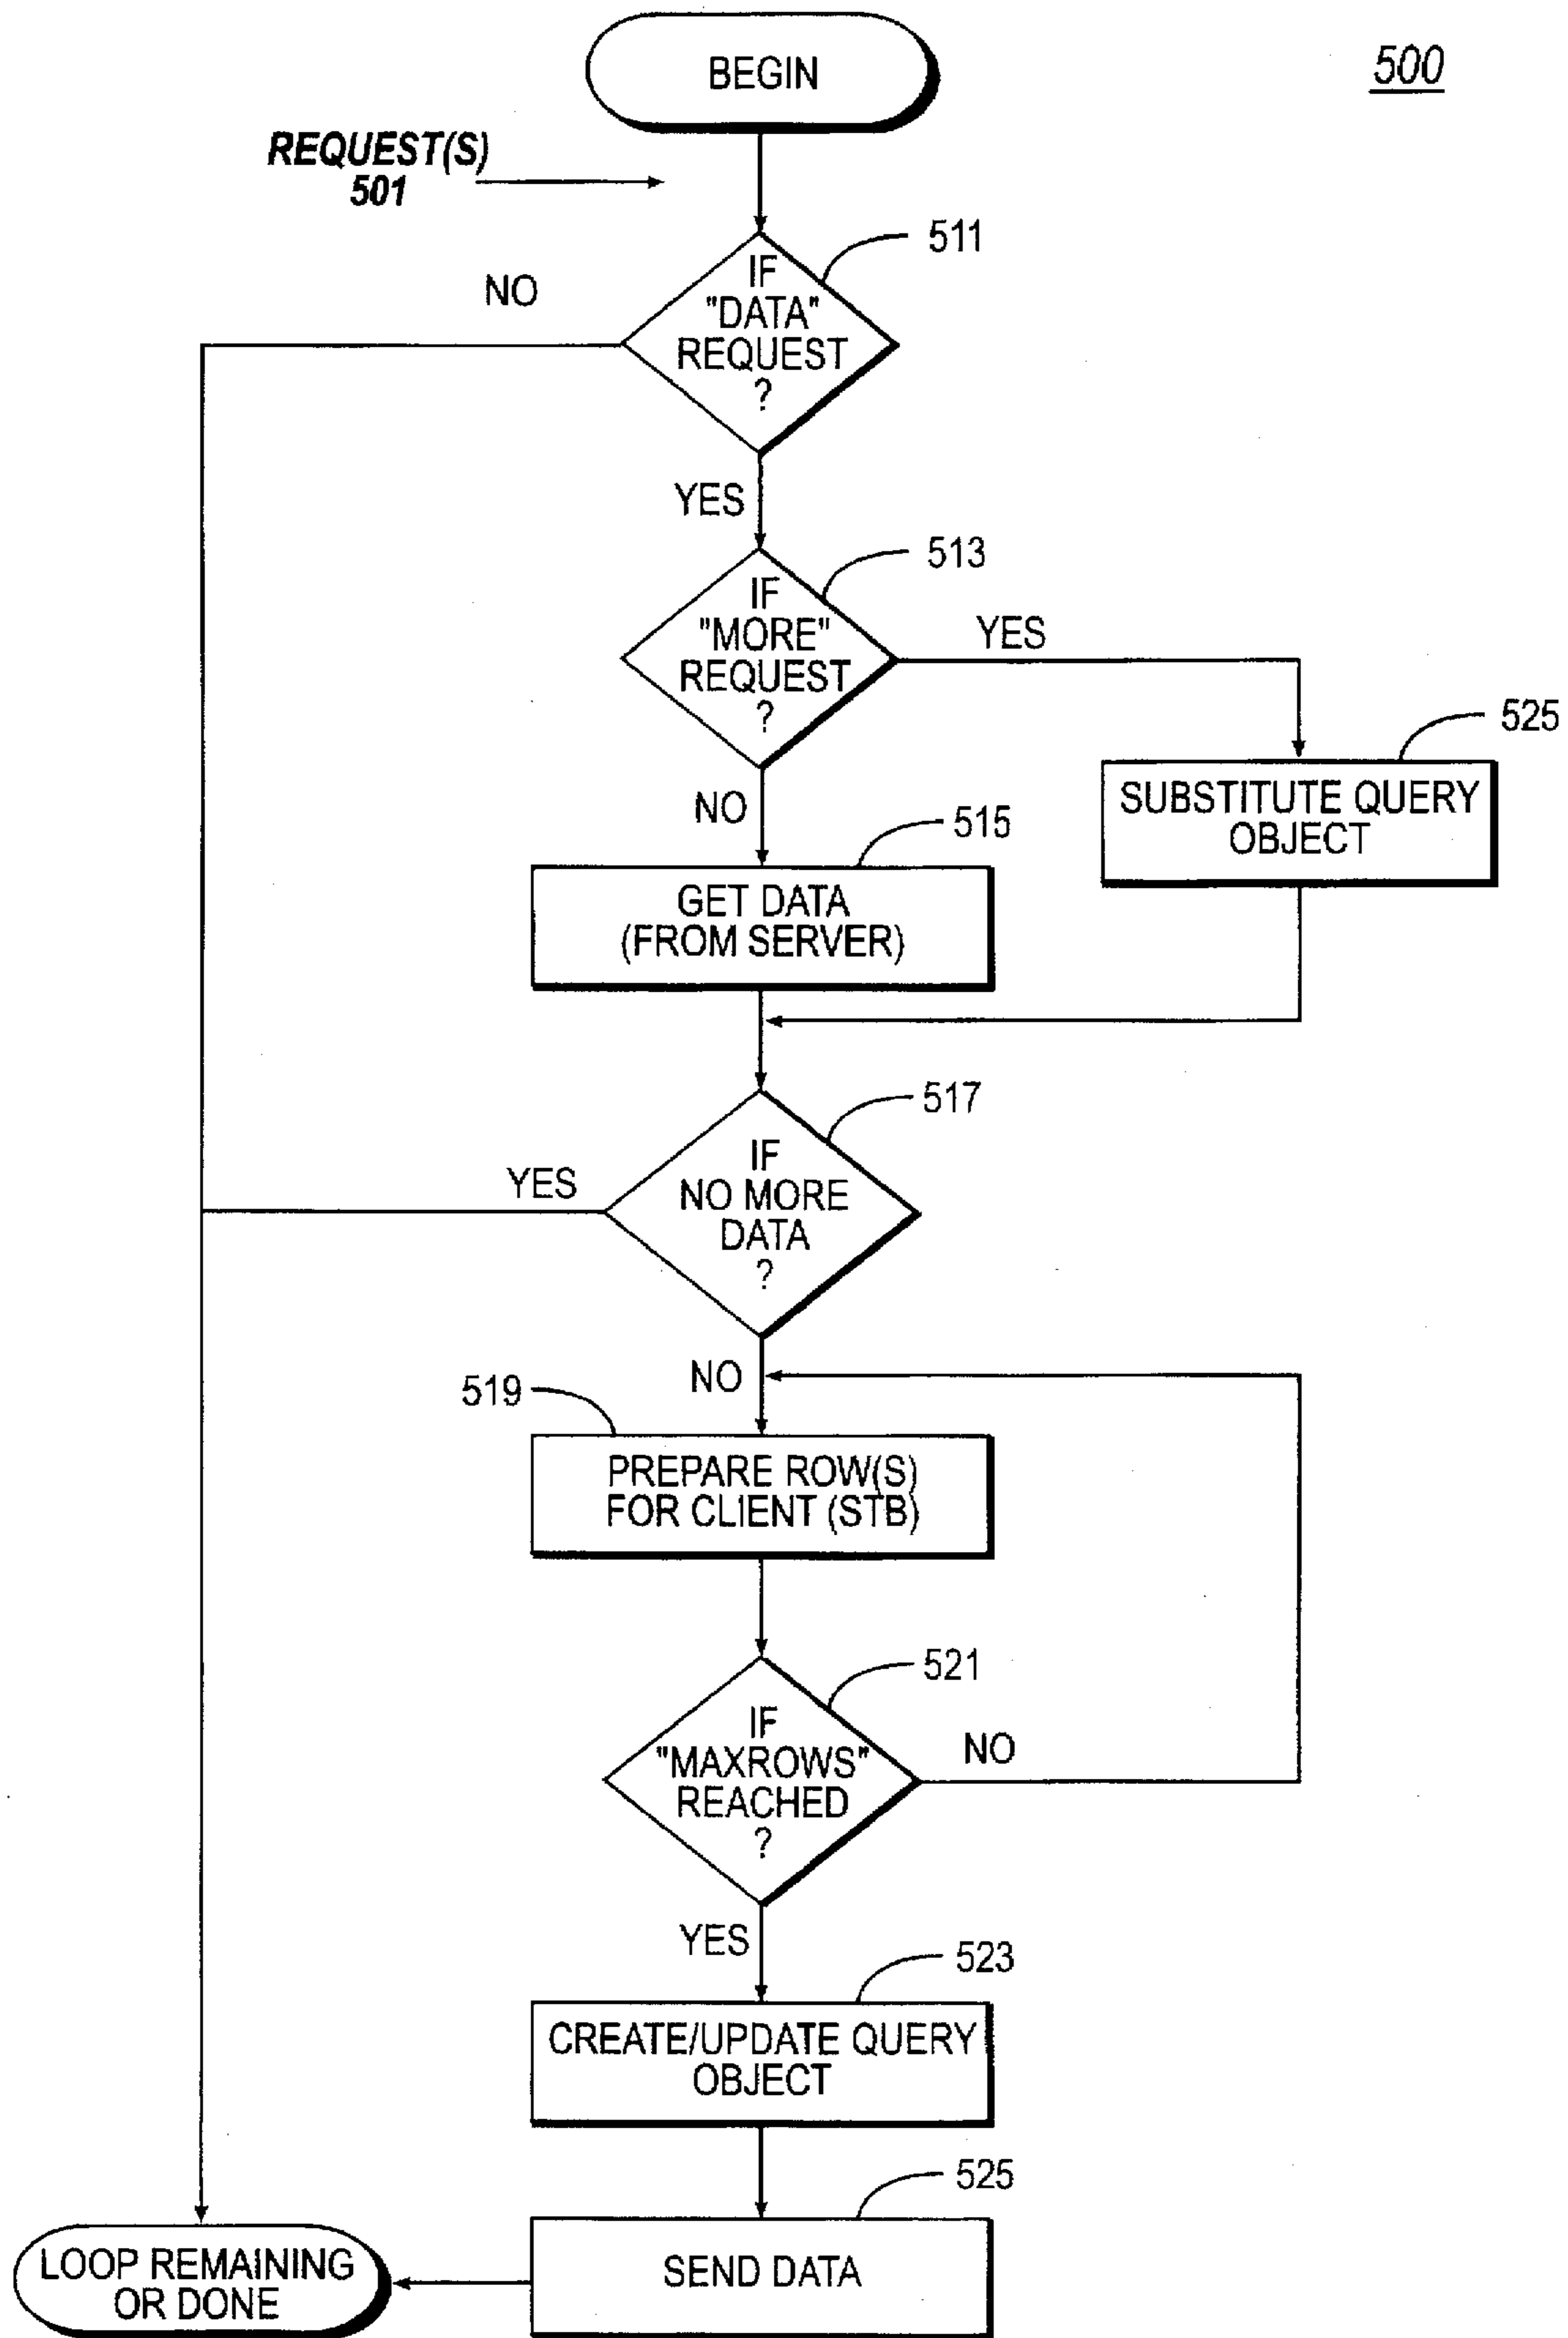 BEGIN
500
REQUEST(S)
501
511
NO
IF
"DATA"
REQUEST
?
YES
513
IF
"MORE"
REQUEST
?
YES
525
SUBSTITUTE QUERY
OBJECT
NO
515
GET DATA
(FROM SERVER)
517
IF
NO MORE
DATA
?
YES
NO
519
PREPARE ROW(S)
FOR CLIENT (STB)
521
IF
"MAXROWS"
REACHED
?
NO
YES
523
CREATE/UPDATE QUERY
OBJECT
525
SEND DATA
LOOP REMAINING
OR DONE